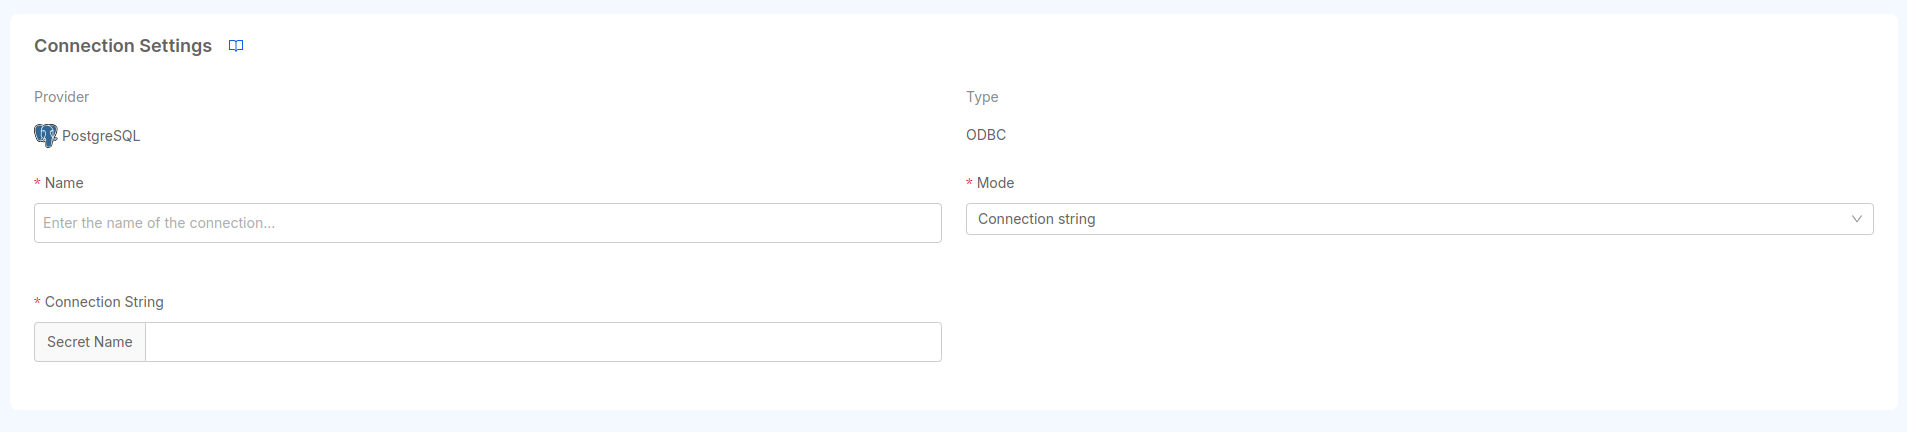 Connection Settings
Provider
Type
PostgreSQL
ODBC
* Name
* Mode
Enter the name of the connection...
Connection string
* Connection String
Secret Name